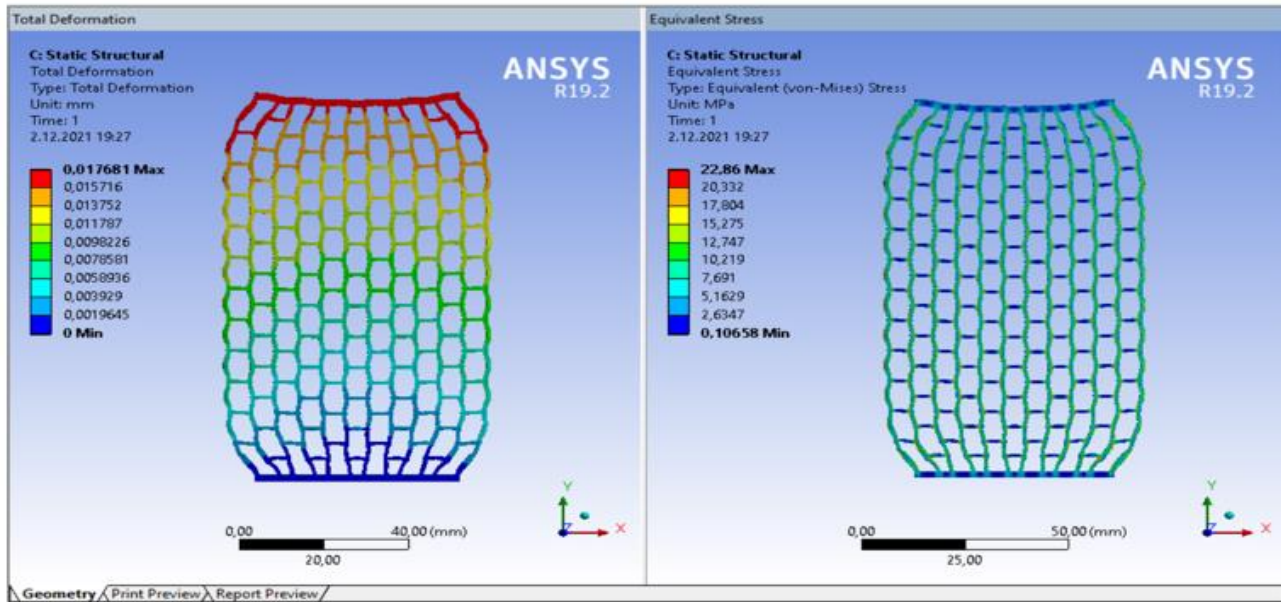 Total Deformation
C: Static Structural
Total Deformation
Type: Total Deformation
Unit: mm
Time: 1
2.12.2021 19:27
0,017681 Max
0,015716
0,013752
0,011787
0,0098226
0,0078581
0,0058936
0,003929
0,0019645
0 Min
ANSYS
R19.2
0,00
40,00 (mm)
20,00
Y
Z
X
Equivalent Stress
C: Static Structural
Equivalent Stress
Type: Equivalent (von-Mises) Stress
Unit: MPa
Time: 1
2.12.2021 19:27
22,86 Max
20,332
17,804
15,275
12,747
10,219
7,691
5,1629
2,6347
0,10658 Min
ANSYS
R19.2
0,00
50,00 (mm)
25,00
Y
Z
X
Geometry Print Preview Report Preview